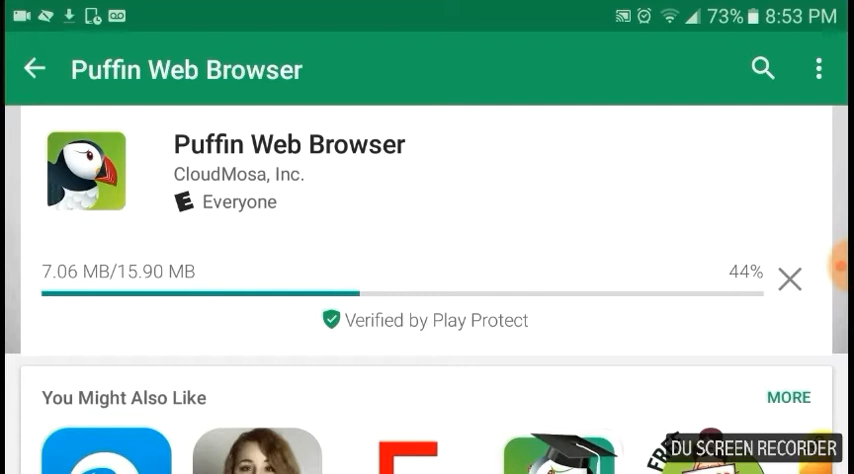 73% 8:53 PM
Puffin Web Browser
Puffin Web Browser
CloudMosa, Inc.
E Everyone
7.06 MB/15.90 MB 44%
Verified by Play Protect
You Might Also Like MORE
E
FREE
DU SCREEN RECORDER